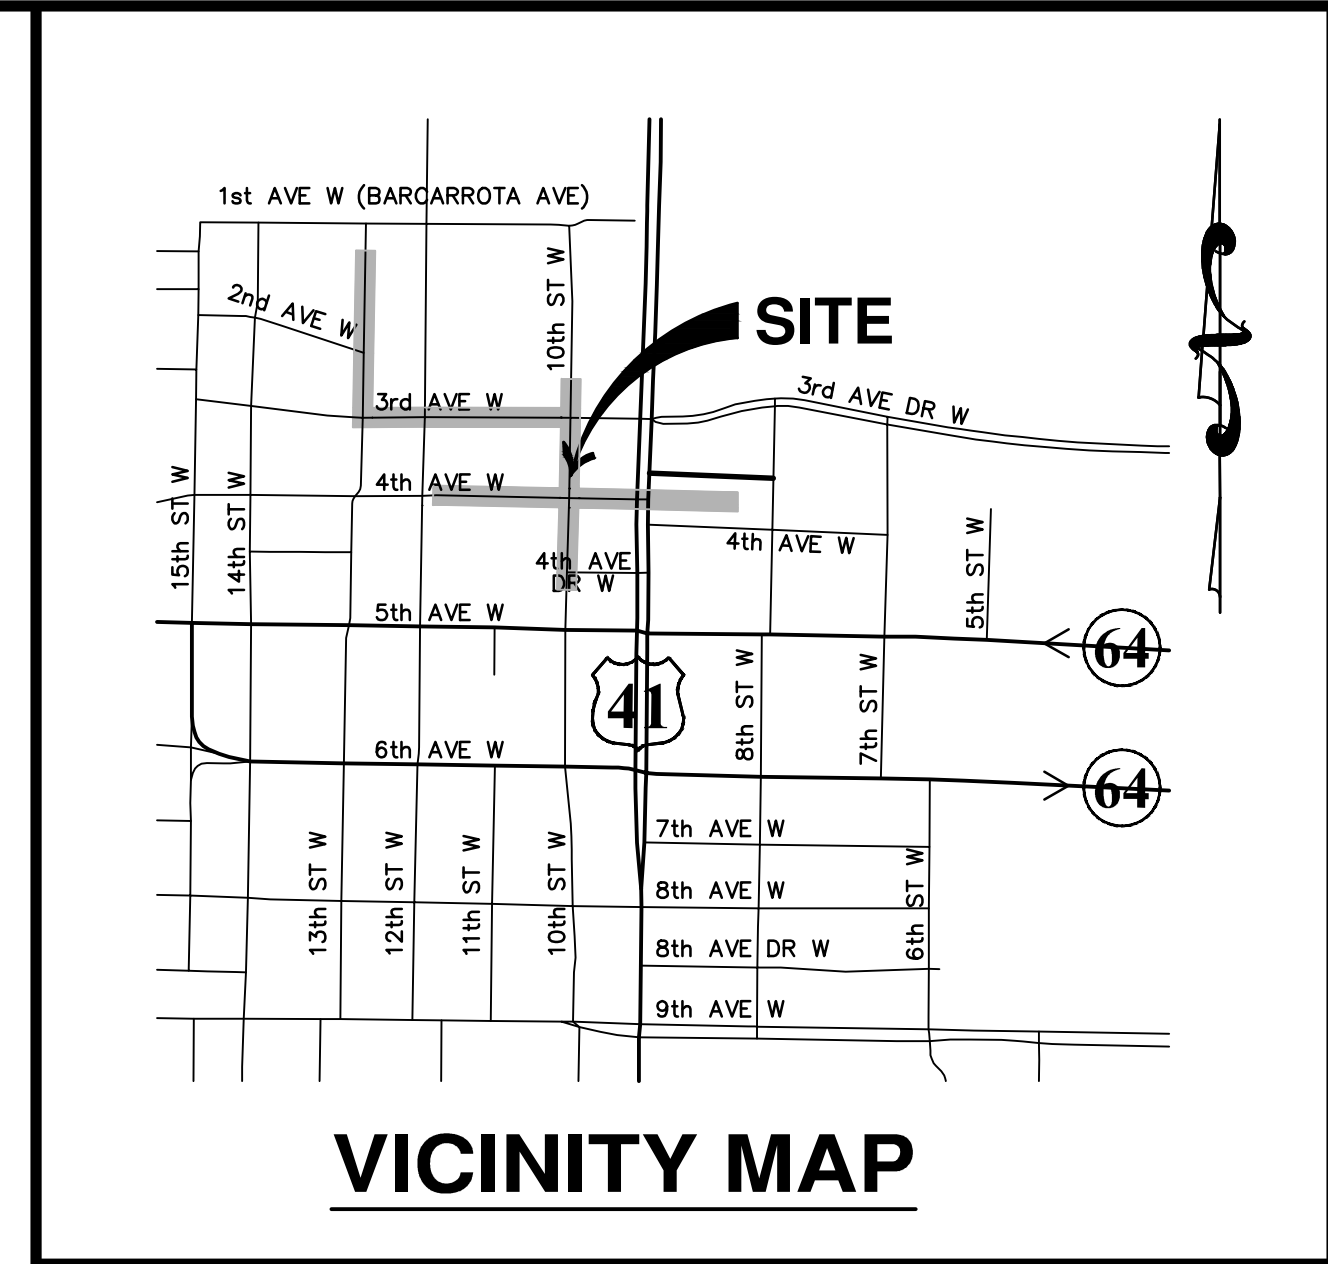 1st AVE W (BARCARROTA AVE)
2nd AVE W
10th ST W
SITE
3rd AVE W
3rd AVE DR W
4th AVE W
15th ST W
14th ST W
4th AVE
DR W
4th AVE W
5th ST W
5th AVE W
64
41
8th ST W
7th ST W
6th AVE W
64
7th AVE W
13th ST W
12th ST W
11th ST W
10th ST W
8th AVE W
6th ST W
8th AVE DR W
9th AVE W
VICINITY MAP